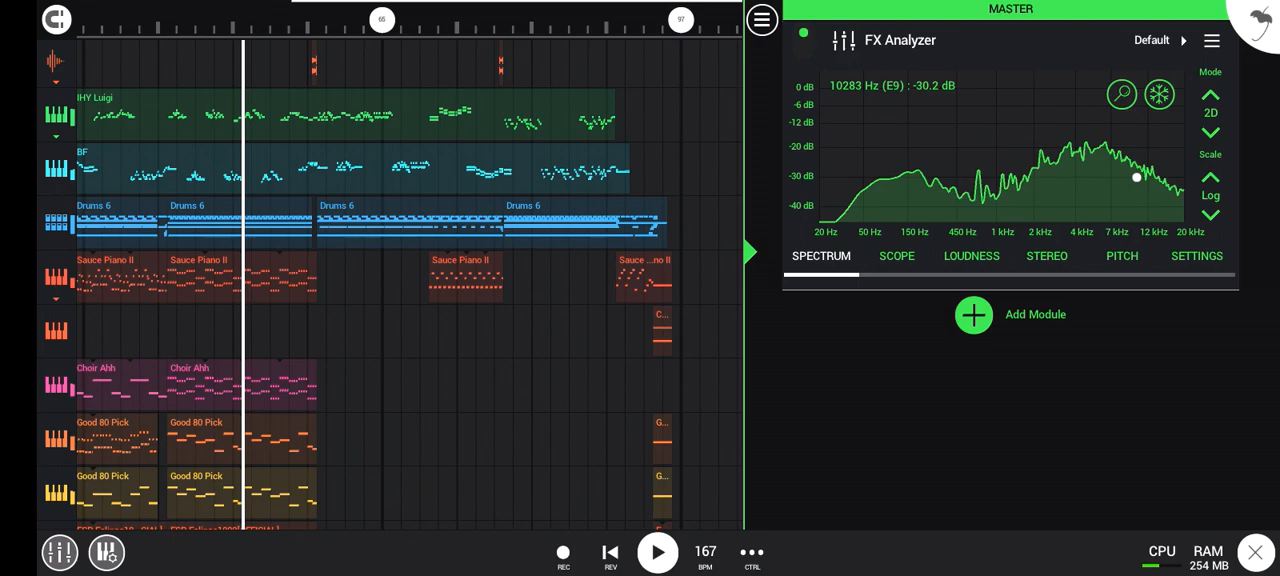 65
97
MASTER
FX Analyzer
Default
10283 Hz (E9) : -30.2 dB
0 dB
-6 dB
-12 dB
-20 dB
-30 dB
-40 dB
20 Hz
50 Hz
150 Hz
450 Hz
1 kHz
2 kHz
4 kHz
7 kHz
12 kHz
20 kHz
Mode
2D
Scale
Log
SPECTRUM
SCOPE
LOUDNESS
STEREO
PITCH
SETTINGS
Add Module
IHY Luigi
BF
Drums 6
Drums 6
Drums 6
Drums 6
Sauce Piano II
Sauce Piano II
Sauce Piano II
Sauce ...no II
C...
Choir Ahh
Choir Ahh
Good 80 Pick
Good 80 Pick
G...
Good 80 Pick
Good 80 Pick
G...
REC
REV
167
BPM
CTRL
CPU
RAM
254 MB